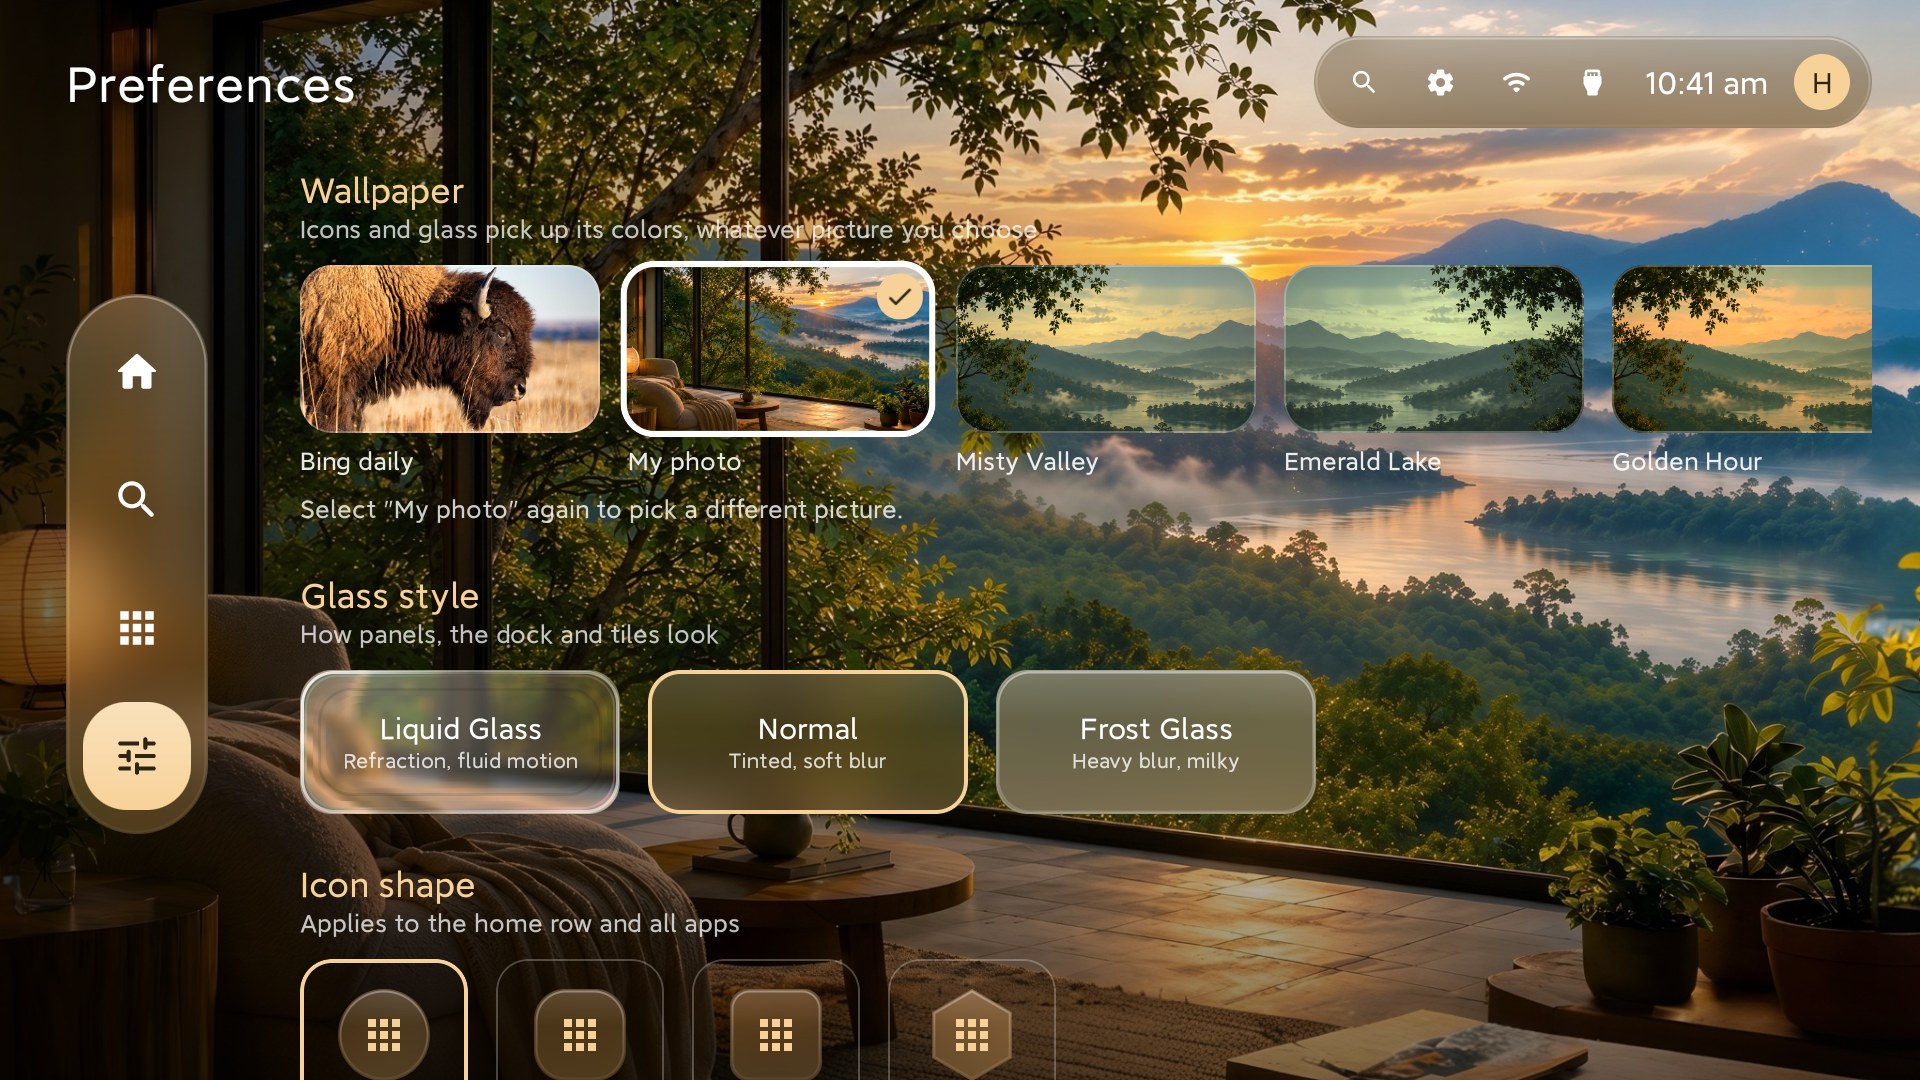 Preferences
10:41 am
H
Wallpaper
Icons and glass pick up its colors, whatever picture you choose
Bing daily
My photo
Misty Valley
Emerald Lake
Golden Hour
Select "My photo" again to pick a different picture.
Glass style
How panels, the dock and tiles look
Liquid Glass
Refraction, fluid motion
Normal
Tinted, soft blur
Frost Glass
Heavy blur, milky
Icon shape
Applies to the home row and all apps